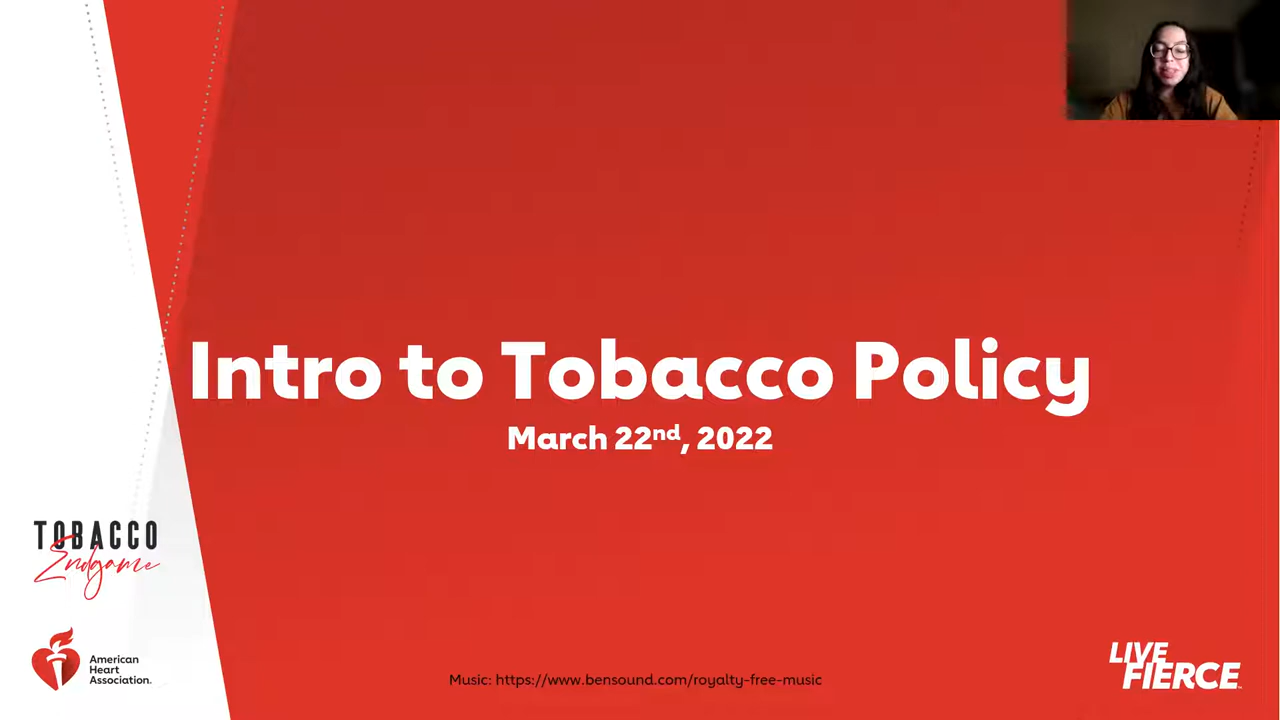 Intro to Tobacco Policy
March 22nd, 2022
TOBACCO
Endgame
American
Heart
Association.
Music: https://www.bensound.com/royalty-free-music
LIVE
FIERCE™